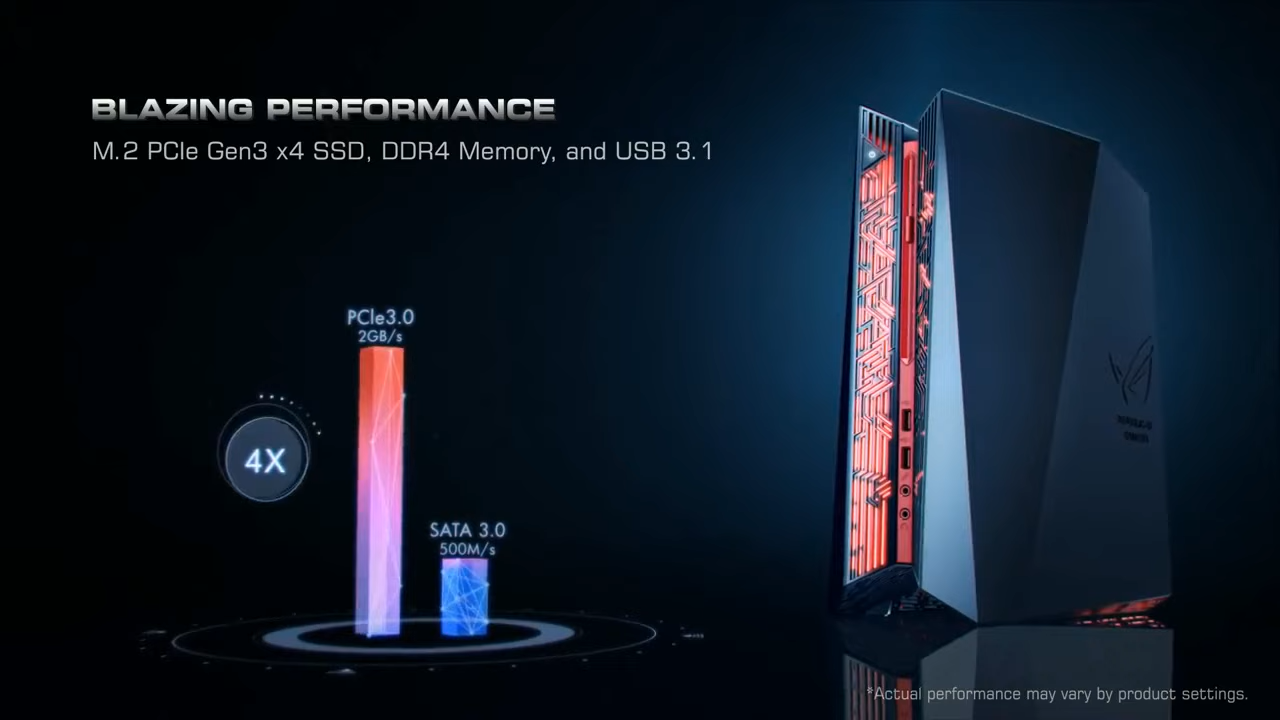 BLAZING PERFORMANCE
M.2 PCIe Gen3 x4 SSD, DDR4 Memory, and USB 3.1
PCIe3.0
2GB/s
4X
SATA 3.0
500M/s
*Actual performance may vary by product settings.